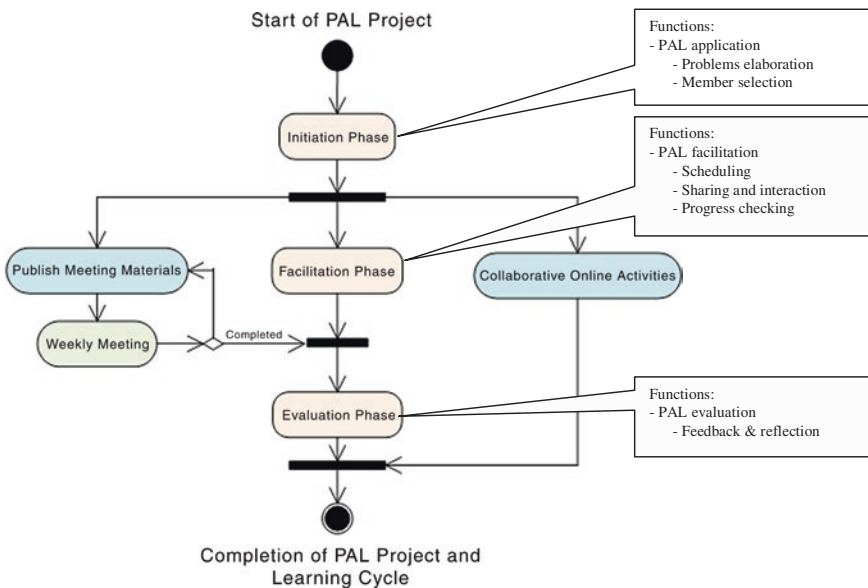 Start of PAL Project
Functions:
- PAL application
- Problems elaboration
- Member selection
Initiation Phase
Functions:
- PAL facilitation
- Scheduling
- Sharing and interaction
- Progress checking
Publish Meeting Materials
Facilitation Phase
Collaborative Online Activities
Weekly Meeting
Completed
Functions:
- PAL evaluation
- Feedback & reflection
Evaluation Phase
Completion of PAL Project and
Learning Cycle